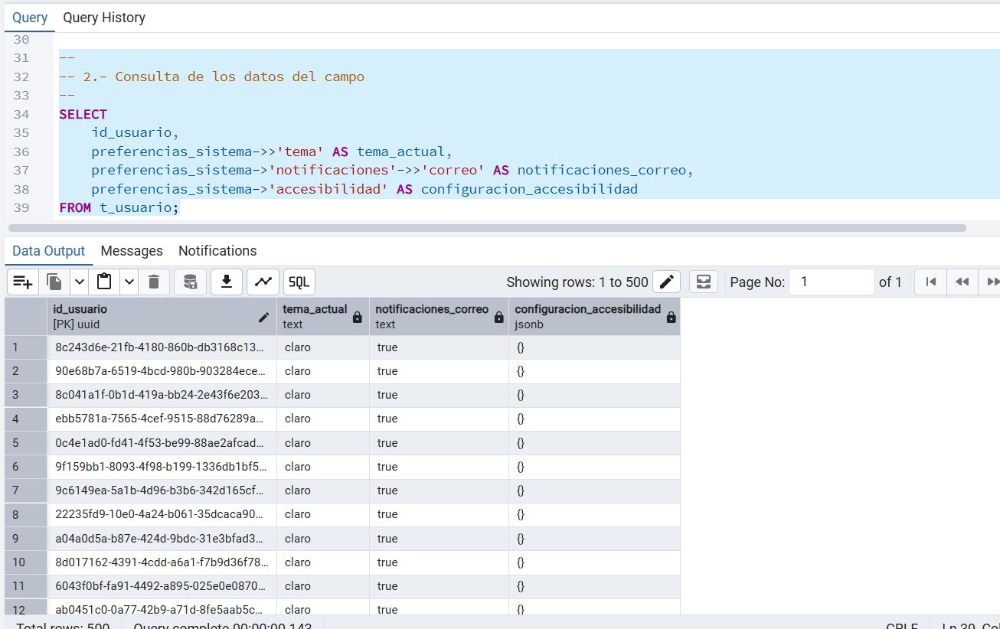 Query Query History
30
31 --
32 -- 2.- Consulta de los datos del campo
33 --
34 SELECT
35 id_usuario,
36 preferencias_sistema->>'tema' AS tema_actual,
37 preferencias_sistema->'notificaciones'->>'correo' AS notificaciones_correo,
38 preferencias_sistema->'accesibilidad' AS configuracion_accesibilidad
39 FROM t_usuario;
Data Output Messages Notifications
SQL Showing rows: 1 to 500 Page No: 1 of 1
id_usuario tema_actual notificaciones_correo configuracion_accesibilidad
[PK] uuid text text jsonb
1 8c243d6e-21fb-4180-860b-db3168c13... claro true {}
2 90e68b7a-6519-4bcd-980b-903284ece... claro true {}
3 8c041a1f-0b1d-419a-bb24-2e43f6e203... claro true {}
4 ebb5781a-7565-4cef-9515-88d76289a... claro true {}
5 0c4e1ad0-fd41-4f53-be99-88ae2afcad... claro true {}
6 9f159bb1-8093-4f98-b199-1336db1bf5... claro true {}
7 9c6149ea-5a1b-4d96-b3b6-342d165cf... claro true {}
8 22235fd9-10e0-4a24-b061-35dcaca90... claro true {}
9 a04a0d5a-b87e-424d-9bdc-31e3bfad3... claro true {}
10 8d017162-4391-4cdd-a6a1-f7b9d36f78... claro true {}
11 6043f0bf-fa91-4492-a895-025e0e0870... claro true {}
12 ab0451c0-0a77-42b9-a71d-8fe5aab5c... claro true {}
Total rows: 500 Query complete 00:00:00.143 CRLF Ln 39, Col